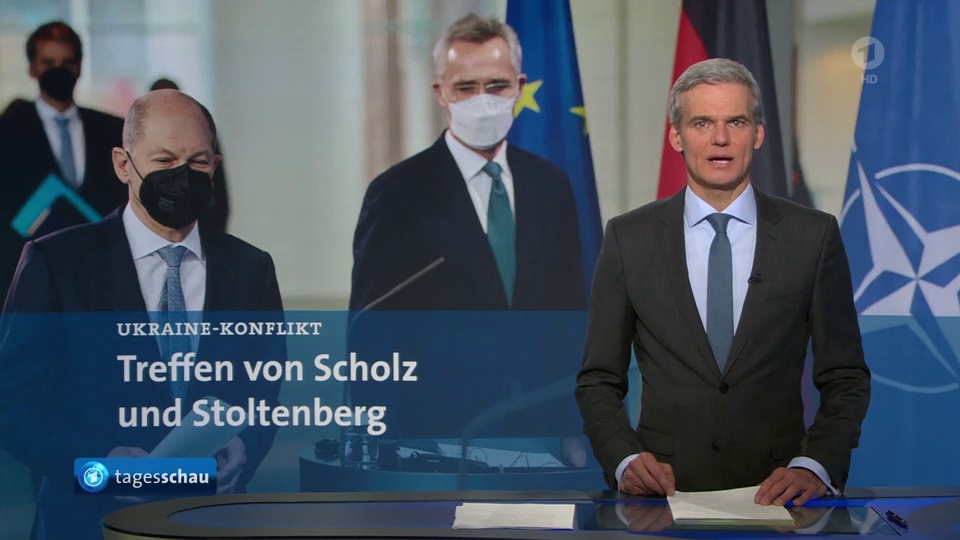 1
HD
UKRAINE-KONFLIKT
Treffen von Scholz
und Stoltenberg
tagesschau